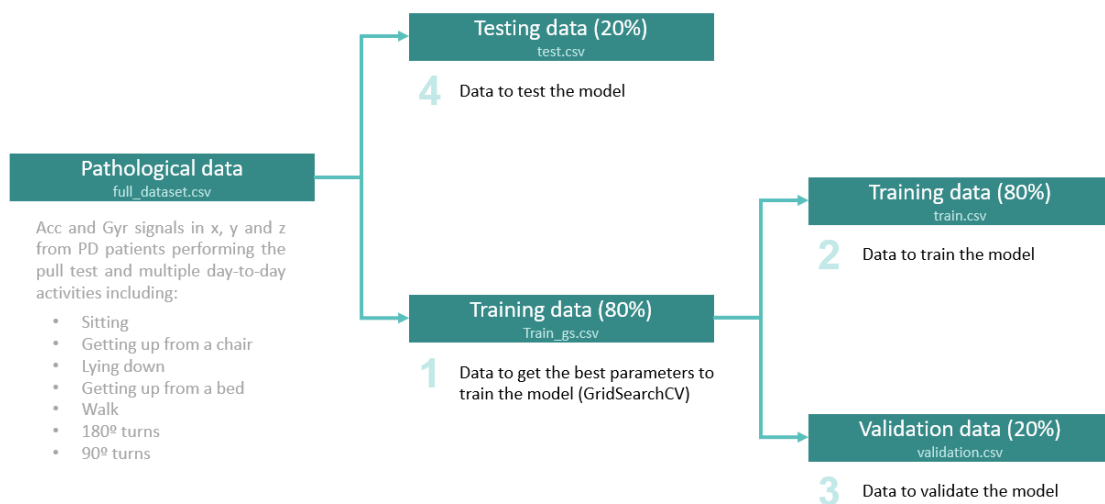 Testing data (20%)
test.csv
4
Data to test the model
Pathological data
full_dataset.csv
Acc and Gyr signals in x, y and z
from PD patients performing the
pull test and multiple day-to-day
activities including:
• Sitting
• Getting up from a chair
• Lying down
• Getting up from a bed
• Walk
• 180º turns
• 90º turns
Training data (80%)
Train_gs.csv
1
Data to get the best parameters to
train the model (GridSearchCV)
Training data (80%)
train.csv
2
Data to train the model
Validation data (20%)
validation.csv
3
Data to validate the model